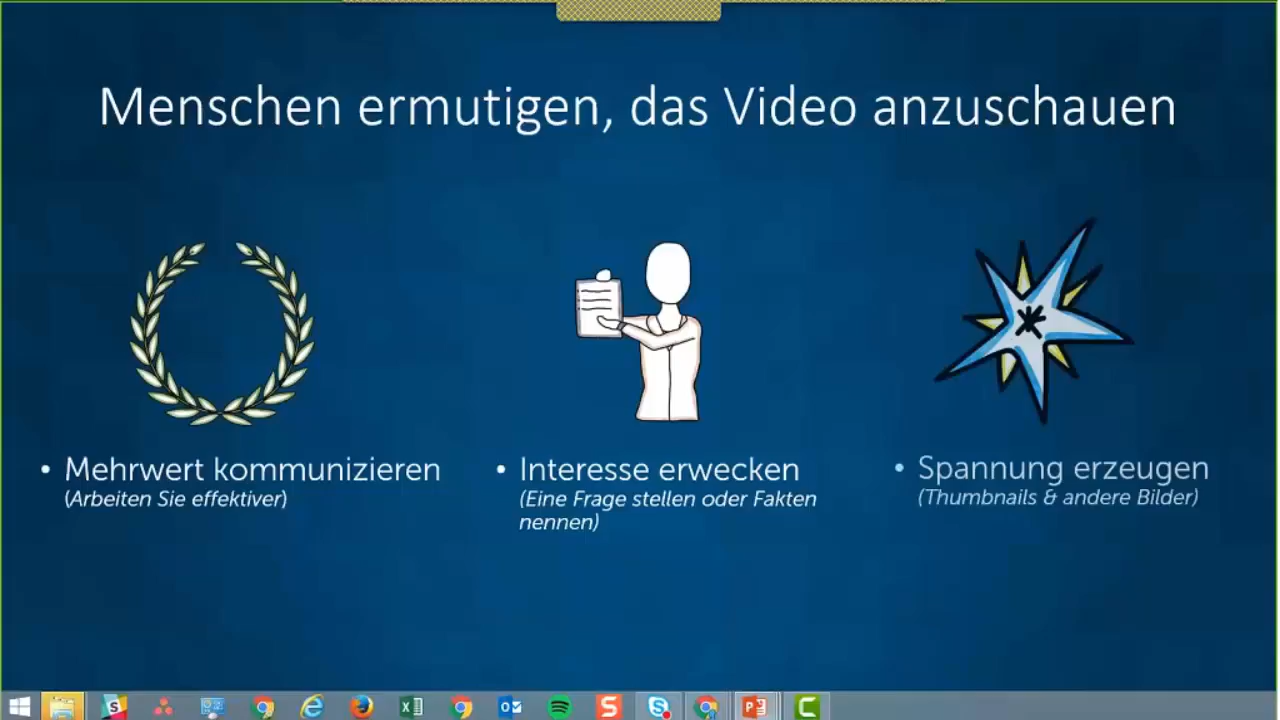 Menschen ermutigen, das Video anzuschauen
• Mehrwert kommunizieren
(Arbeiten Sie effektiver)
• Interesse erwecken
(Eine Frage stellen oder Fakten
nennen)
• Spannung erzeugen
(Thumbnails & andere Bilder)